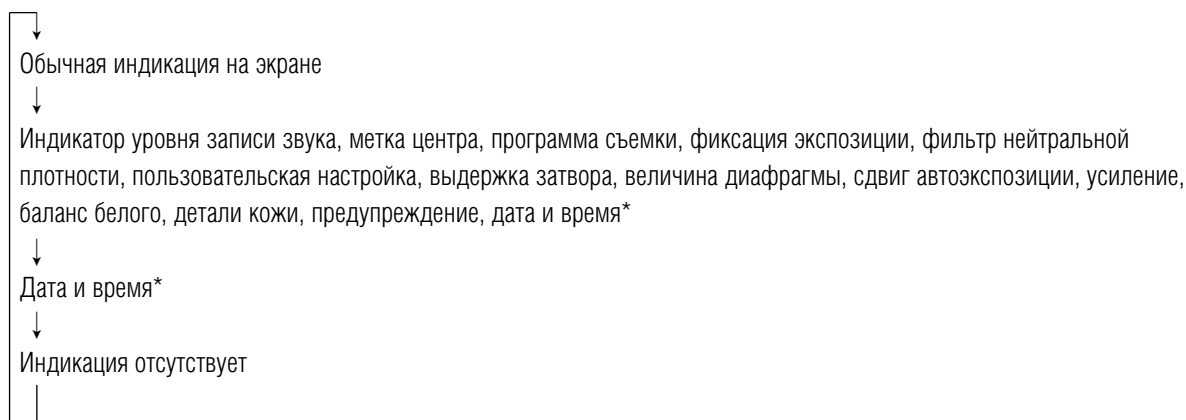 Обычная индикация на экране
Индикатор уровня записи звука, метка центра, программа съемки, фиксация экспозиции, фильтр нейтральной
плотности, пользовательская настройка, выдержка затвора, величина диафрагмы, сдвиг автоэкспозиции, усиление,
баланс белого, детали кожи, предупреждение, дата и время*
Дата и время*
Индикация отсутствует